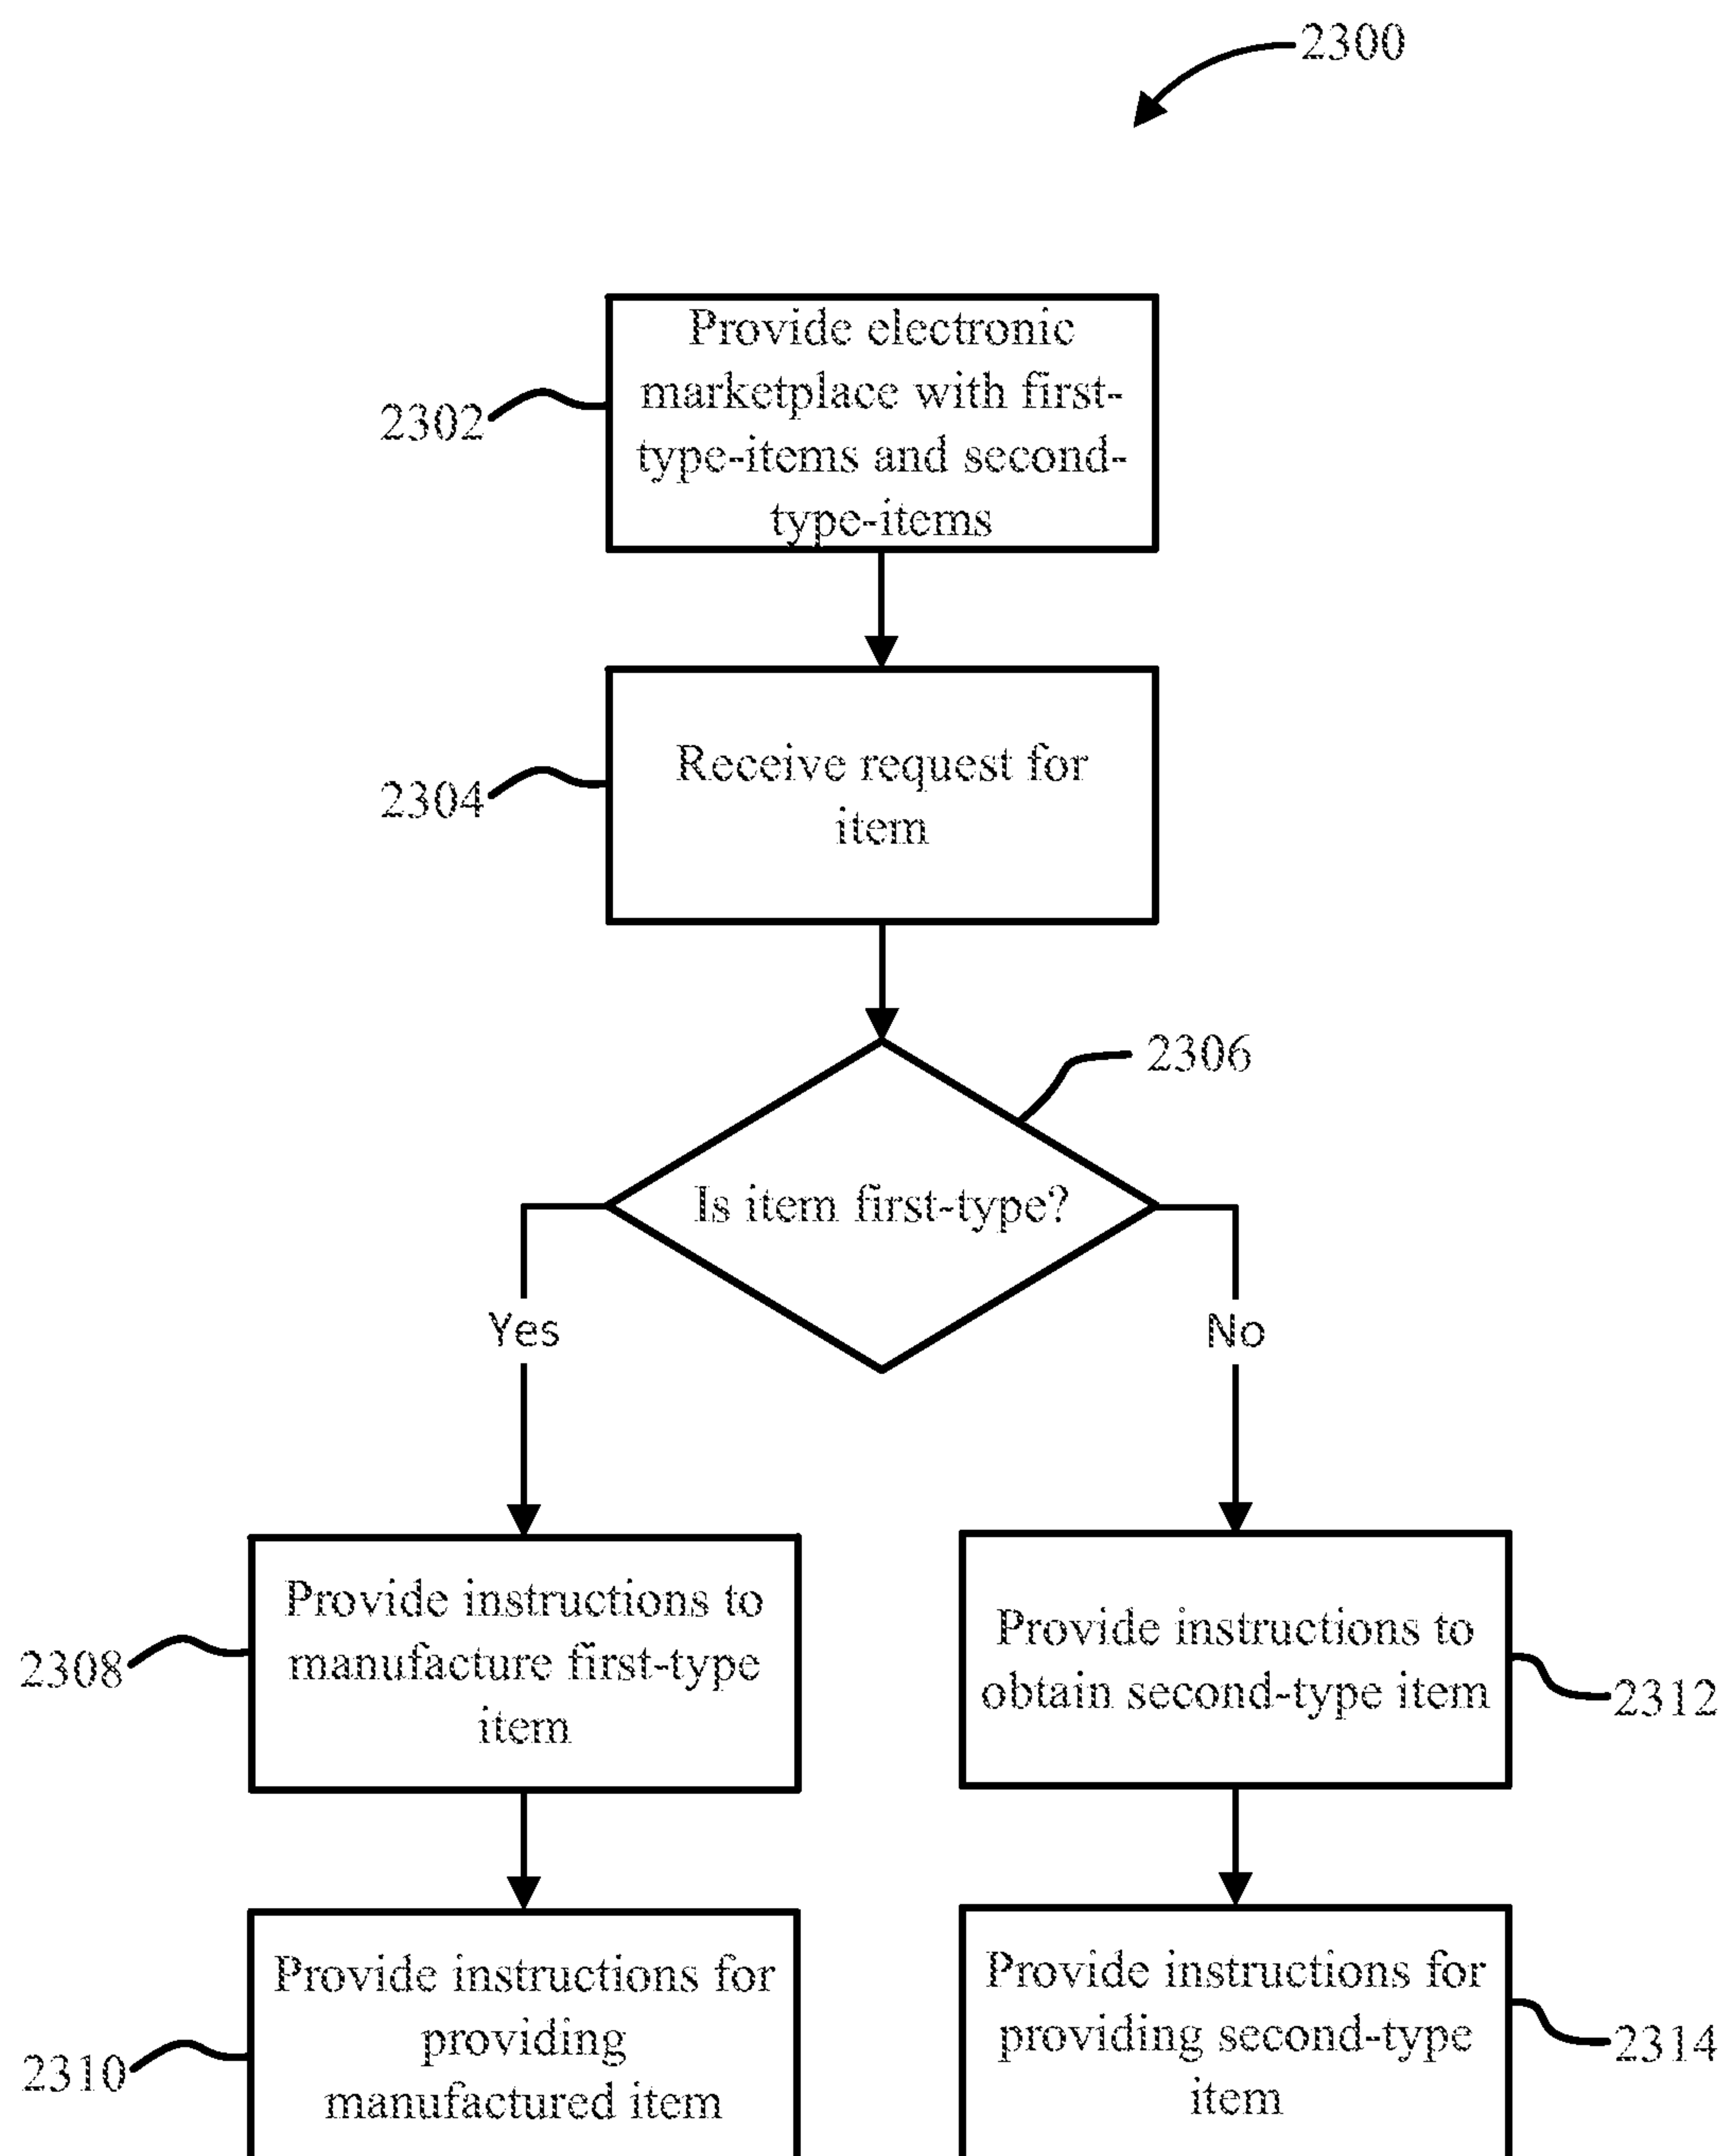 2300
Provide electronic
marketplace with first-
type-items and second-
type-items
2302
Receive request for
item
2304
2306
Is item first-type?
Yes
No
Provide instructions to
manufacture first-type
item
2308
Provide instructions to
obtain second-type item
2312
Provide instructions for
providing
manufactured item
2310
Provide instructions for
providing second-type
item
2314